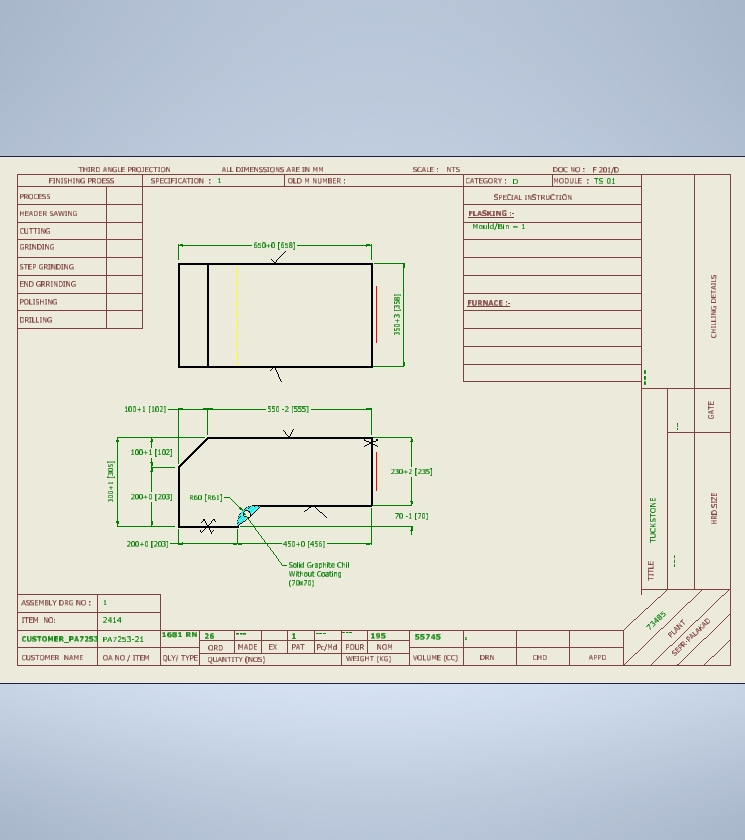 THIRD ANGLE PROJECTION ALL DIMENSSIONS ARE IN MM SCALE : NTS DOC NO : F 201/D
FINISHING PROESS SPECIFICATION : 1 OLD M NUMBER : CATEGORY : D MODULE : TS 01
PROCESS
HEADER SAWING
CUTTING
GRINDING
STEP GRINDING
END GRRINDING
POLISHING
DRILLING
SPECIAL INSTRUCTION
FLASKING :-
Mould/Bin = 1
FURNACE :-
CHILLING DETAILS
GATE
HRD.SIZE
TITLE TUCKSTONE
350+3 [358]
100+1 [102] 550 -2 [555]
100+1 [102]
300+1 [305]
200+0 [203]
R60 [R61]
230+2 [235]
70 -1 [70]
200+0 [203] 450+0 [456]
Solid Graphite Chil
Without Coating
(70x70)
ASSEMBLY DRG NO : 1
ITEM NO: 2414
CUSTOMER_PA7253 PA7253-21 1681 RN 26 --- 1 --- --- 195 55745
ORD MADE EX PAT Pc/Md POUR NOM
CUSTOMER NAME OA NO / ITEM QLY/ TYPE QUANTITY (NOS) WEIGHT (KG) VOLUME (CC) DRN CHD APPD
73485
PLANT
SEPR-PALAKAD